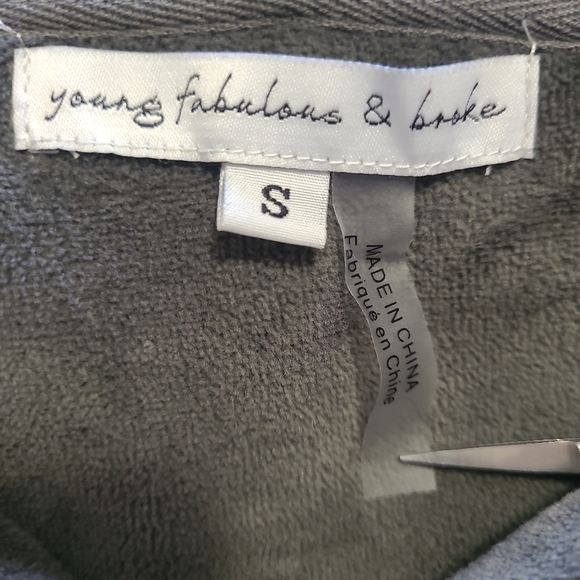 young fabulous & broke
S
MADE IN CHINA
Fabriqué en Chine